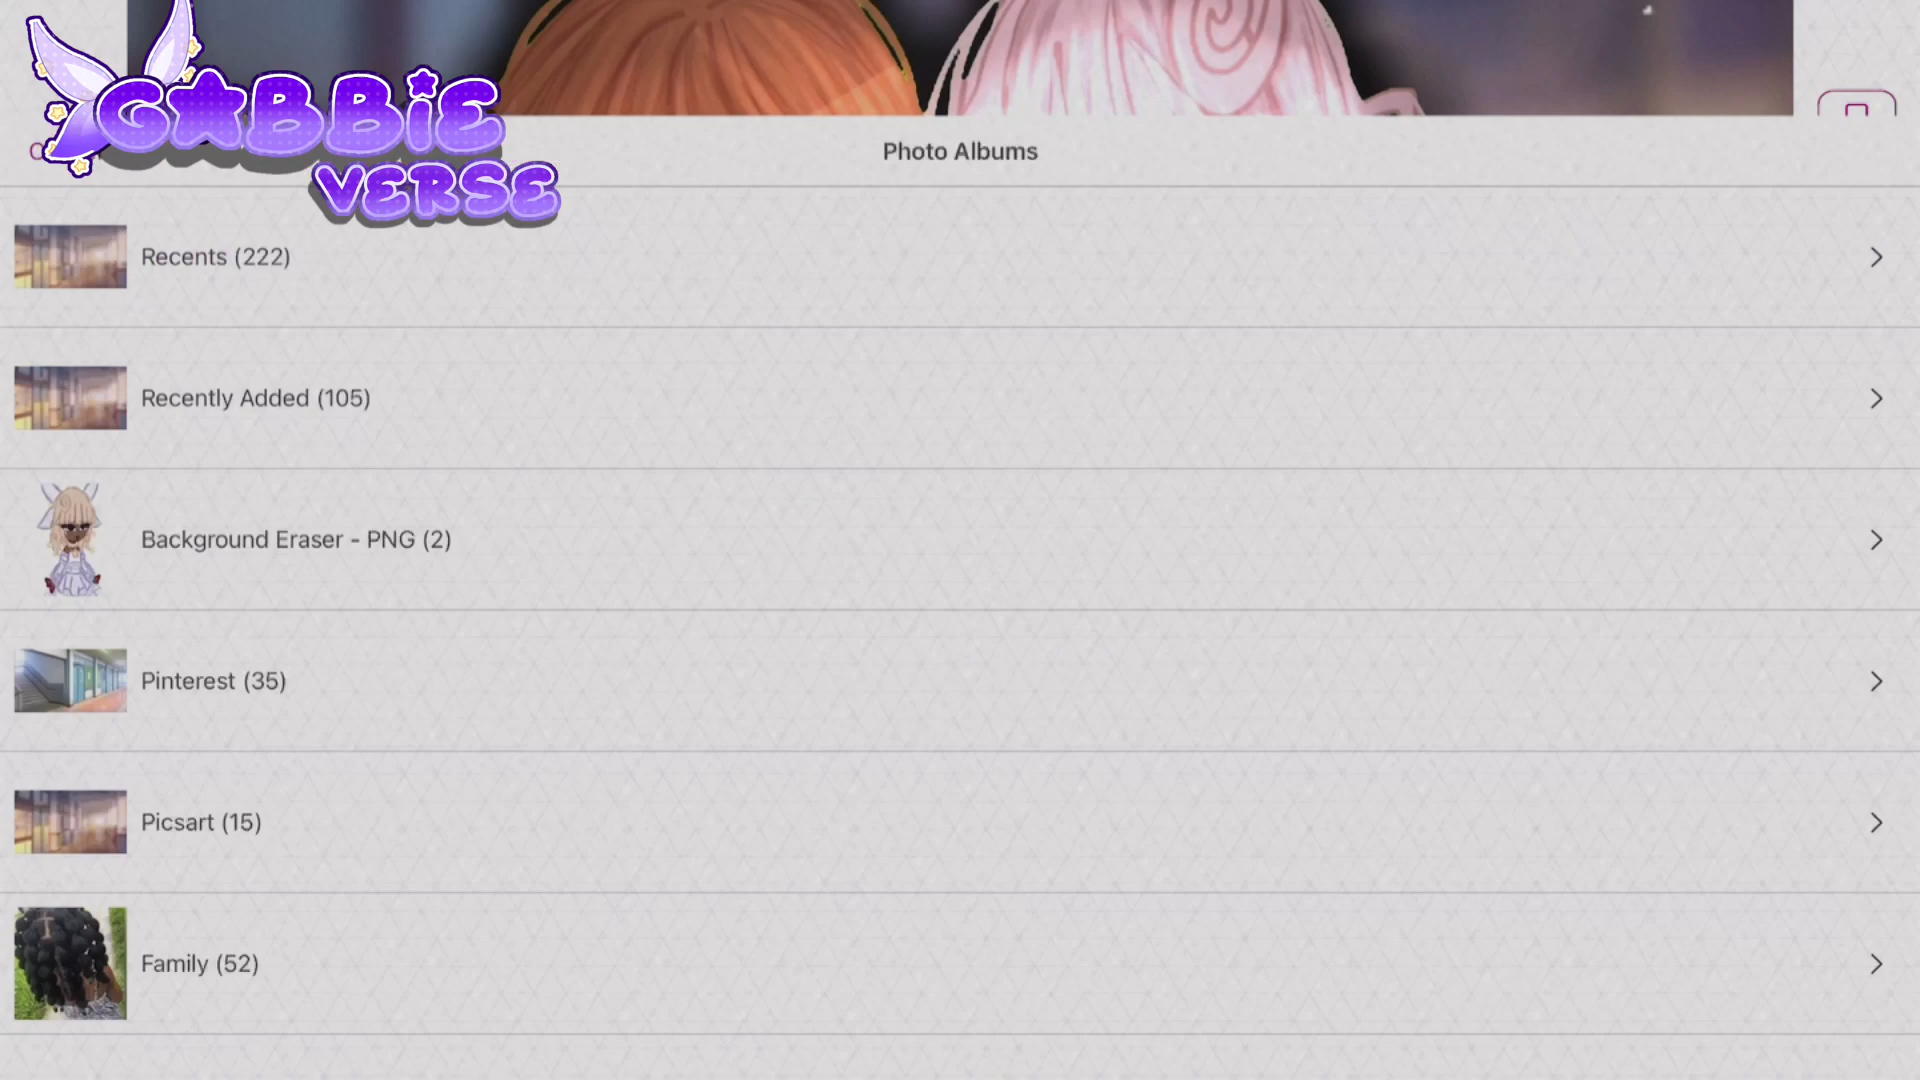 GABBiE
VERSE
Photo Albums
Recents (222)
Recently Added (105)
Background Eraser - PNG (2)
Pinterest (35)
Picsart (15)
Family (52)